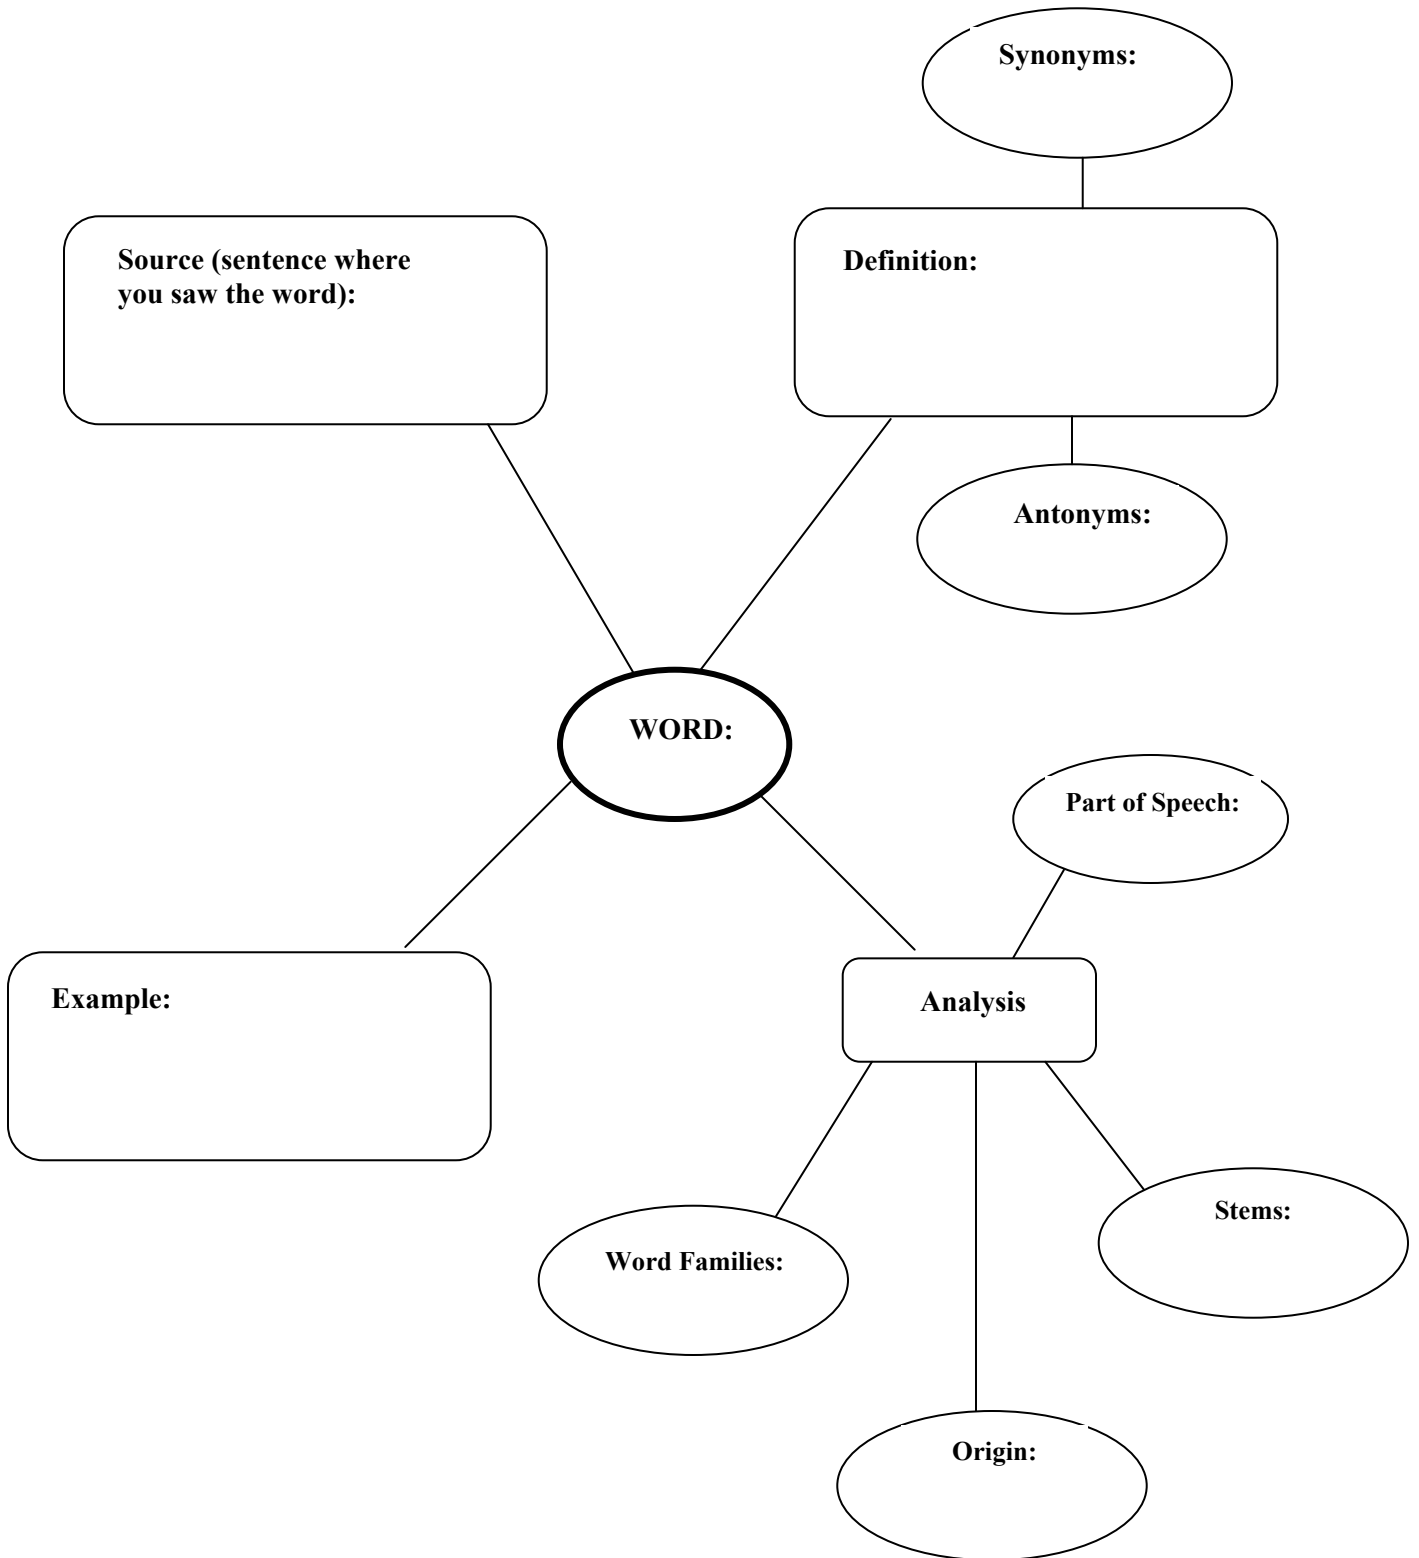 Synonyms:
Source (sentence where
you saw the word):
Definition:
Antonyms:
WORD:
Part of Speech:
Example:
Analysis
Stems:
Word Families:
Origin: